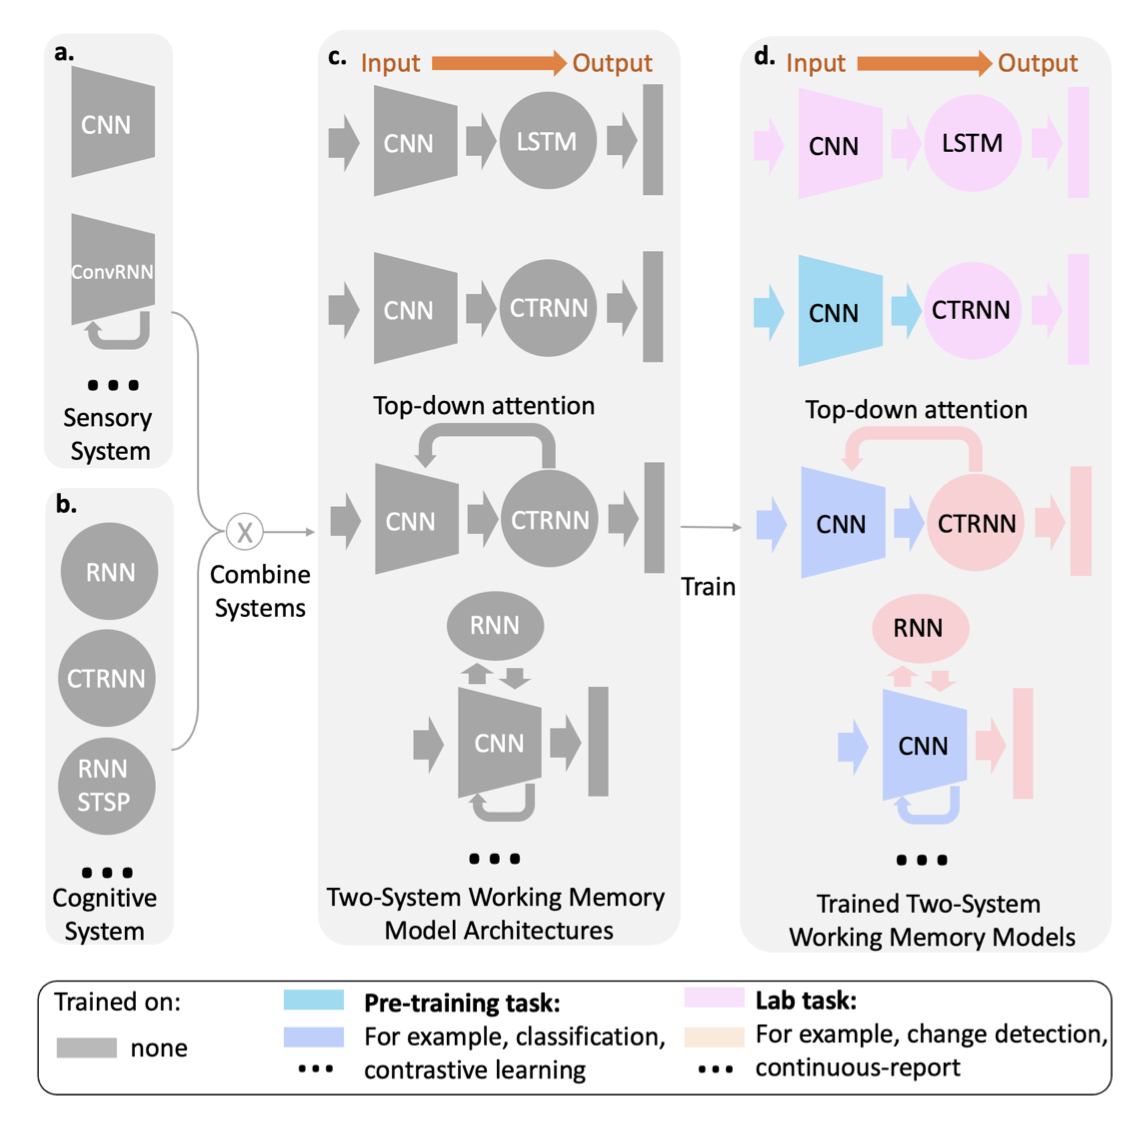 a.
CNN
ConvRNN
Sensory
System
b.
RNN
CTRNN
RNN
STSP
Cognitive
System
X
Combine
Systems
c.
Input
Output
CNN
LSTM
CNN
CTRNN
Top-down attention
CNN
CTRNN
RNN
CNN
Two-System Working Memory
Model Architectures
Train
d.
Input
Output
CNN
LSTM
CNN
CTRNN
Top-down attention
CNN
CTRNN
RNN
CNN
Trained Two-System
Working Memory Models
Trained on:
none
Pre-training task:
For example, classification,
contrastive learning
Lab task:
For example, change detection,
continuous-report